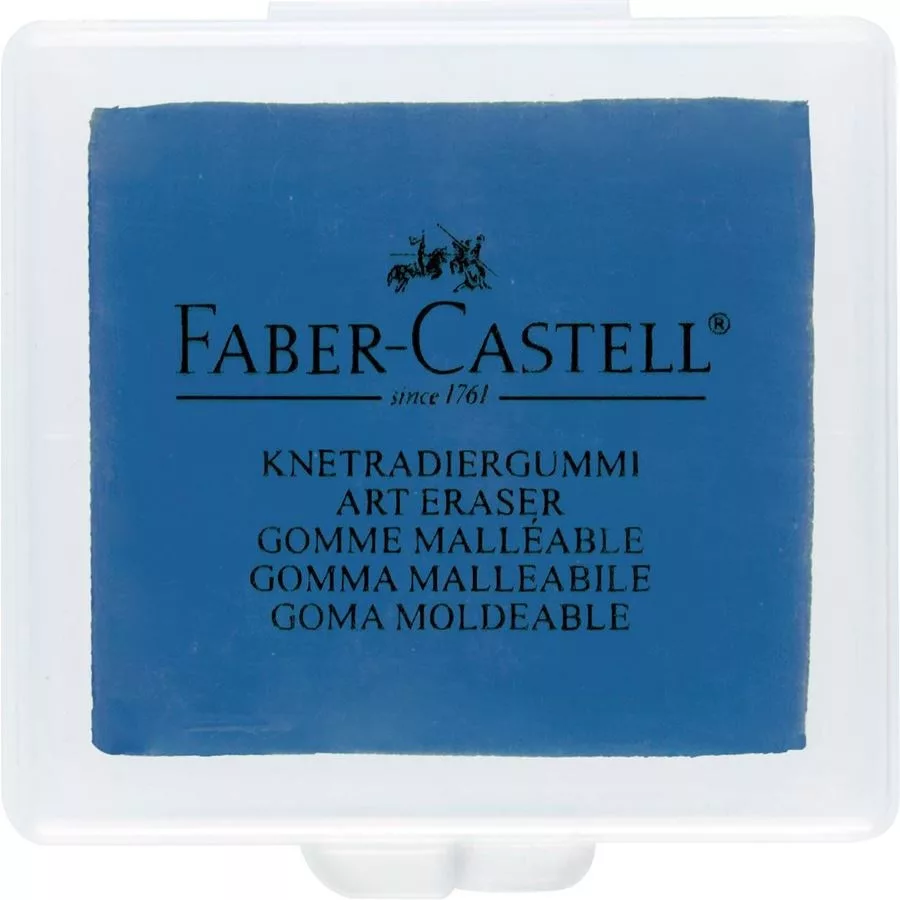 FABER-CASTELL®
since 1761
KNETRADIERGUMMI
ART ERASER
GOMME MALLÉABLE
GOMMA MALLEABILE
GOMA MOLDEABLE